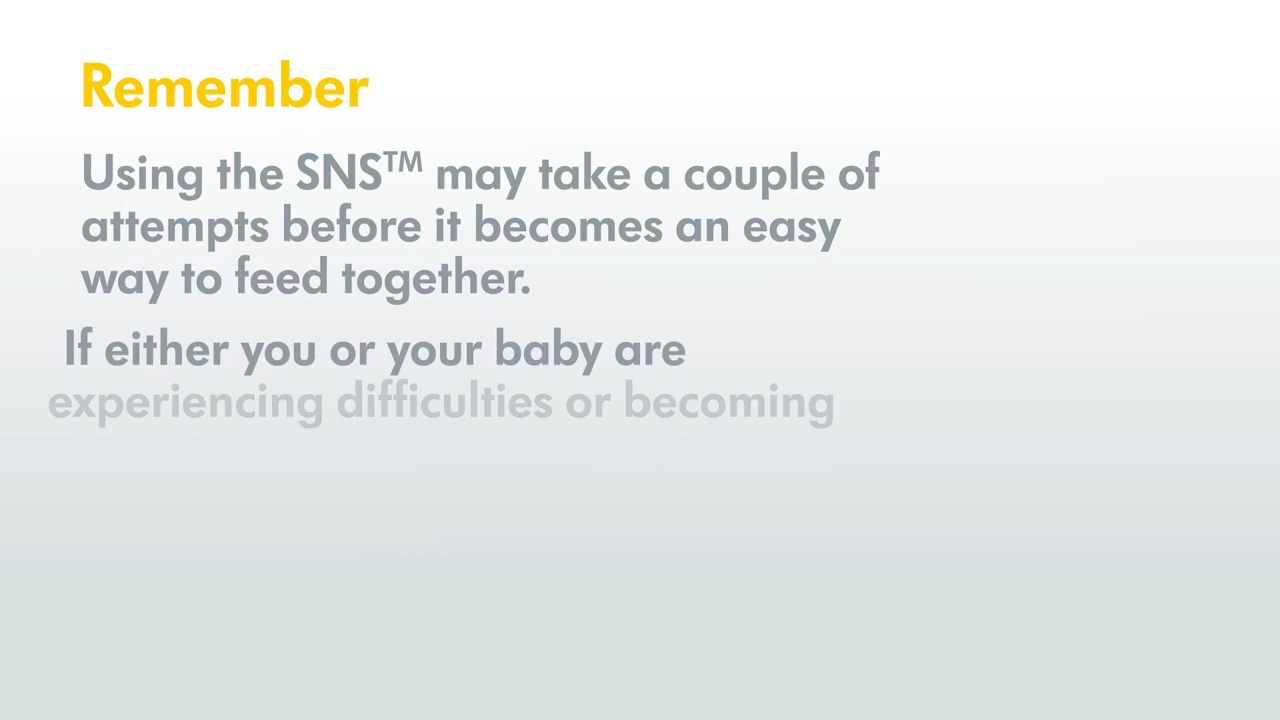 Remember
Using the SNS™ may take a couple of
attempts before it becomes an easy
way to feed together.
If either you or your baby are
experiencing difficulties or becoming